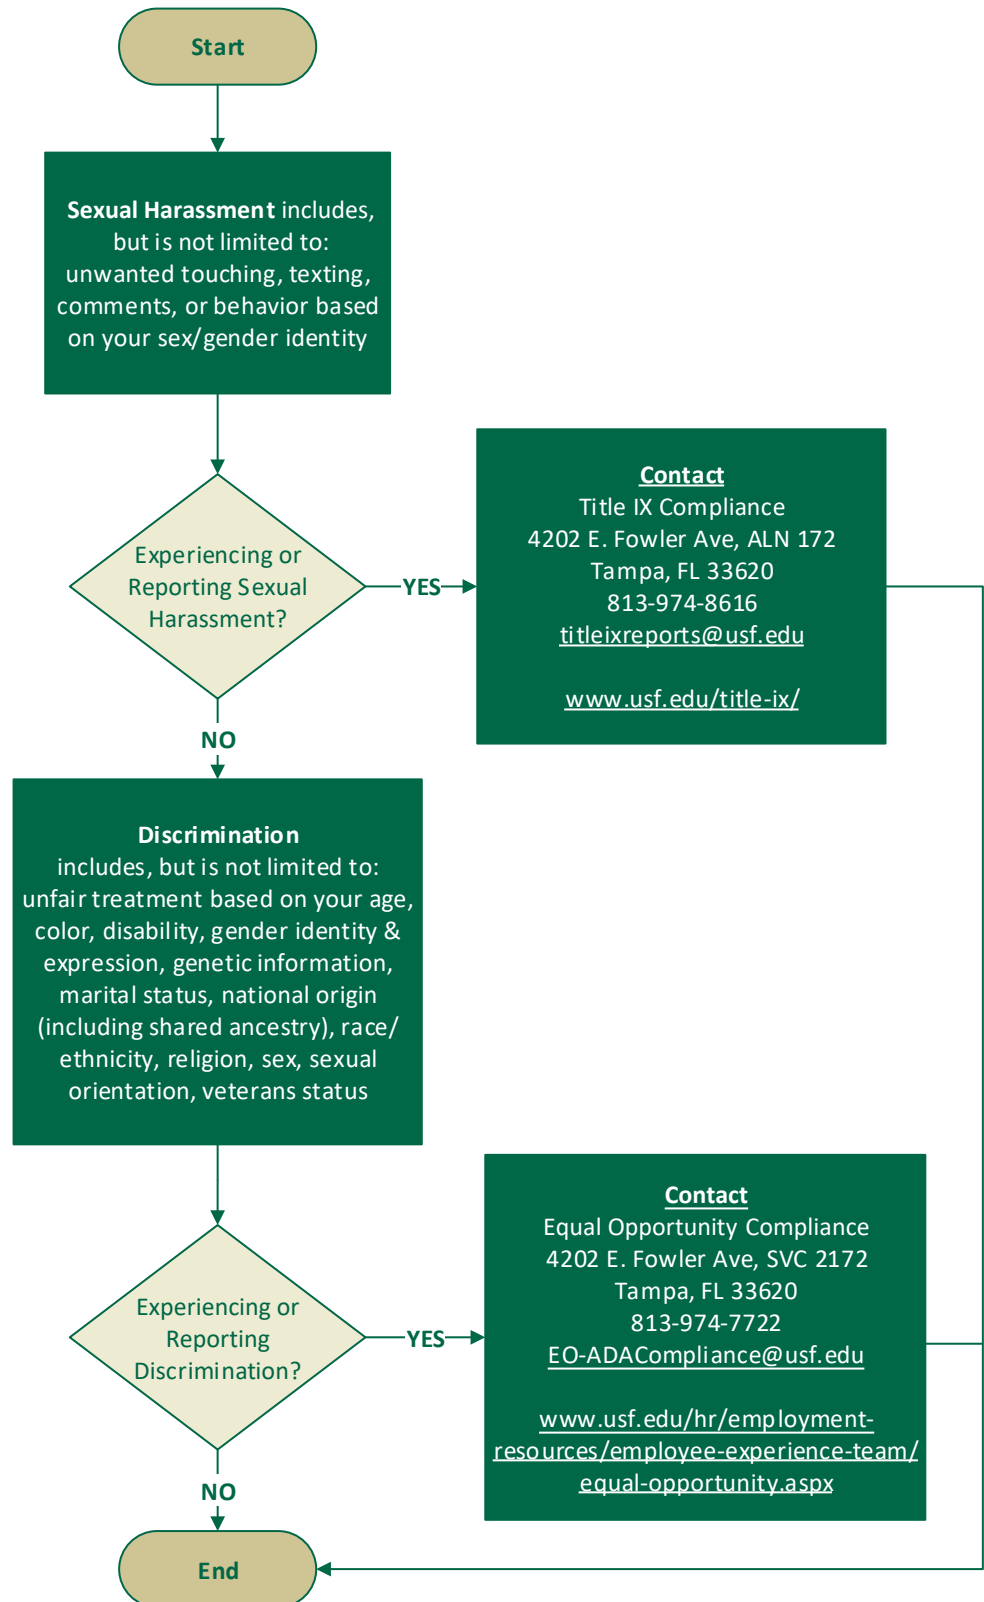 Start
Sexual Harassment includes,
but is not limited to:
unwanted touching, texting,
comments, or behavior based
on your sex/gender identity
Experiencing or
Reporting Sexual
Harassment?
YES
Contact
Title IX Compliance
4202 E. Fowler Ave, ALN 172
Tampa, FL 33620
813-974-8616
titleixreports@usf.edu
www.usf.edu/title-ix/
NO
Discrimination
includes, but is not limited to:
unfair treatment based on your age,
color, disability, gender identity &
expression, genetic information,
marital status, national origin
(including shared ancestry), race/
ethnicity, religion, sex, sexual
orientation, veterans status
Experiencing or
Reporting
Discrimination?
YES
Contact
Equal Opportunity Compliance
4202 E. Fowler Ave, SVC 2172
Tampa, FL 33620
813-974-7722
EO-ADACompliance@usf.edu
www.usf.edu/hr/employment-
resources/employee-experience-team/
equal-opportunity.aspx
NO
End